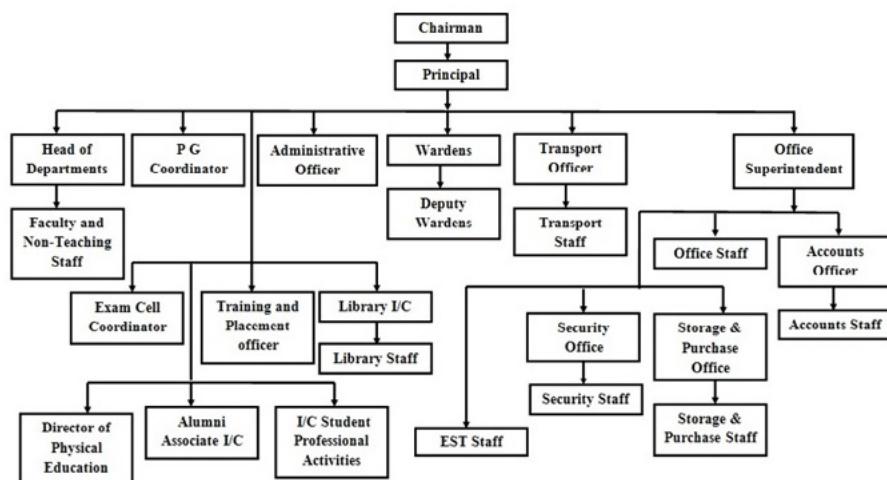 Chairman
Principal
Head of
Departments
P G
Coordinator
Administrative
Officer
Wardens
Transport
Officer
Office
Superintendent
Faculty and
Non-Teaching
Staff
Deputy
Wardens
Transport
Staff
Office Staff
Accounts
Officer
Exam Cell
Coordinator
Training and
Placement
officer
Library I/C
Library Staff
Security
Office
Storage &
Purchase
Office
Accounts Staff
Security Staff
Director of
Physical
Education
Alumni
Associate I/C
I/C Student
Professional
Activities
EST Staff
Storage &
Purchase Staff